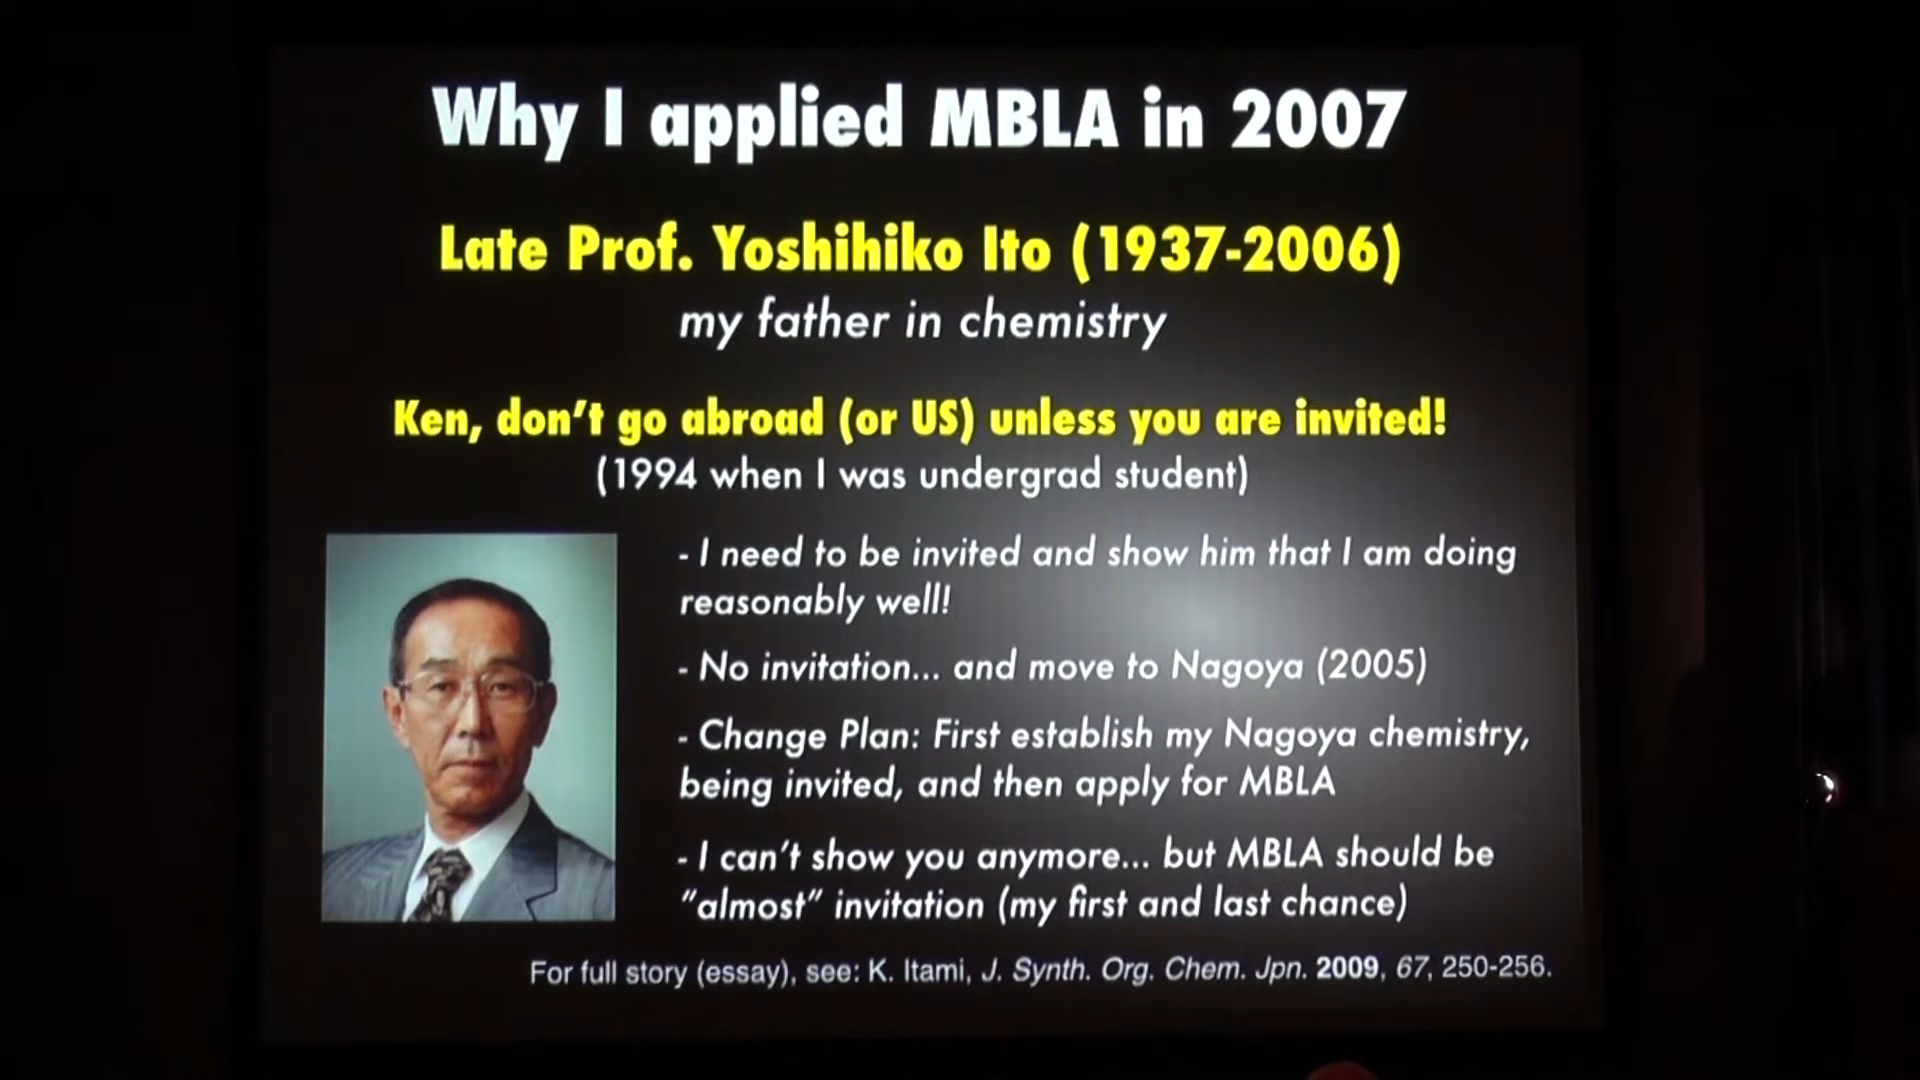 Why I applied MBLA in 2007
Late Prof. Yoshihiko Ito (1937-2006)
my father in chemistry
Ken, don't go abroad (or US) unless you are invited!
(1994 when I was undergrad student)
- I need to be invited and show him that I am doing
reasonably well!
- No invitation... and move to Nagoya (2005)
- Change Plan: First establish my Nagoya chemistry,
being invited, and then apply for MBLA
- I can't show you anymore... but MBLA should be
"almost" invitation (my first and last chance)
For full story (essay), see: K. Itami, J. Synth. Org. Chem. Jpn. 2009, 67, 250-256.